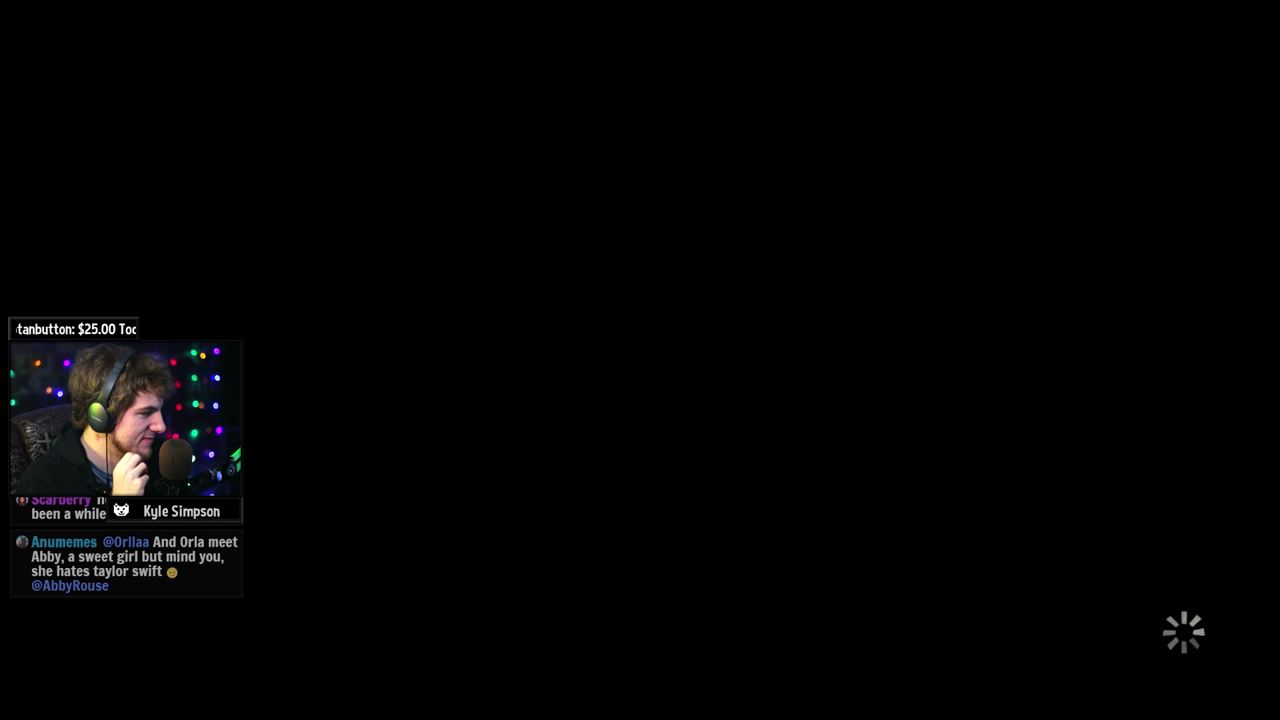 tanbutton: $25.00 Too
Scarberry
been a while
Kyle Simpson
Anumemes @Orllaa And Orla meet
Abby, a sweet girl but mind you,
she hates taylor swift
@AbbyRouse